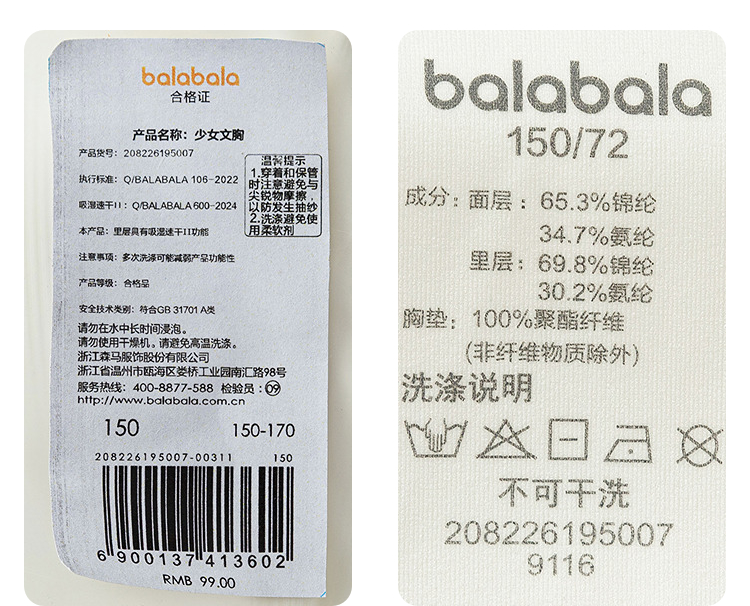 balabala
合格证
产品名称：少女文胸
产品货号：208226195007
执行标准：Q/BALABALA 106-2022
吸湿速干II：Q/BALABALA 600-2024
本产品：里层具有吸湿速干II功能
注意事项：多次洗涤可能减弱产品功能性
产品等级：合格品
安全技术类别：符合GB 31701 A类
温馨提示
1.穿着和保管
时注意避免与
尖锐物摩擦，
以防发生抽纱
2.洗涤避免使
用柔软剂
请勿在水中长时间浸泡。
请勿使用干燥机。请避免高温洗涤。
浙江森马服饰股份有限公司
浙江省温州市瓯海区娄桥工业园南汇路98号
服务热线：400-8877-588 检验员：09
http://www.balabala.com.cn
150 150-170
208226195007-00311 150
6 900137 413602
RMB 99.00
balabala
150/72
成分：面层：65.3%锦纶
34.7%氨纶
里层：69.8%锦纶
30.2%氨纶
胸垫：100%聚酯纤维
(非纤维物质除外)
洗涤说明
不可干洗
208226195007
9116